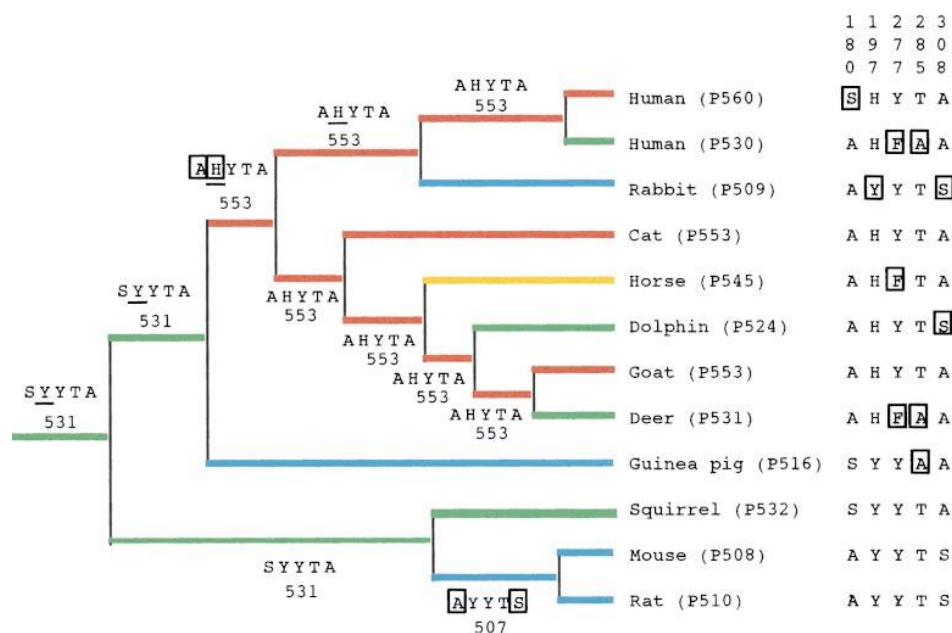 1 1 2 2 3
8 9 7 8 0
0 7 7 5 8
AHYTA
553
Human (P560) S H Y T A
AHYTA
553
Human (P530) A H F A A
AHYTA
553
Rabbit (P509) A Y Y T S
Cat (P553) A H Y T A
AHYTA
553
Horse (P545) A H F T A
SYYTA
531
Dolphin (P524) A H Y T S
AHYTA
553
Goat (P553) A H Y T A
AHYTA
553
SYYTA
531
Deer (P531) A H F A A
AHYTA
553
Guinea pig (P516) S Y Y A A
Squirrel (P532) S Y Y T A
SYYTA
531
Mouse (P508) A Y Y T S
Rat (P510) A Y Y T S
AYYTS
507